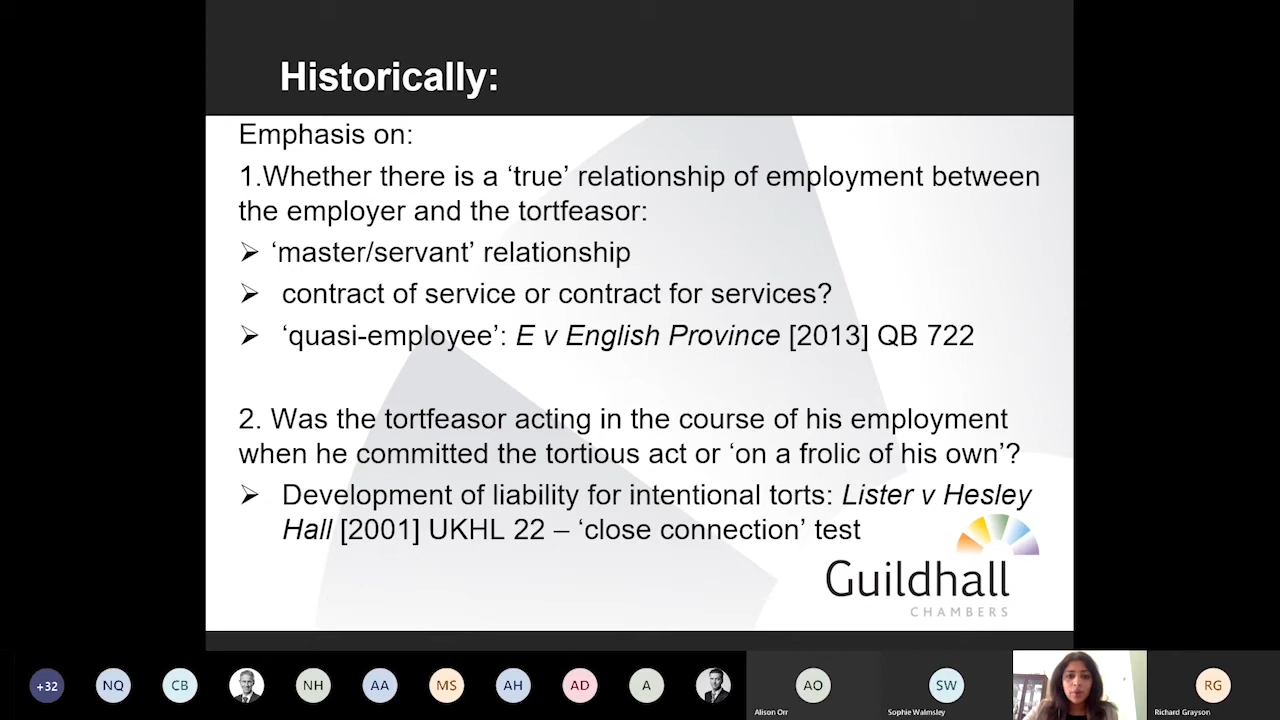 Historically:
Emphasis on:
1.Whether there is a ‘true’ relationship of employment between
the employer and the tortfeasor:
➢ ‘master/servant’ relationship
➢ contract of service or contract for services?
➢ ‘quasi-employee’: E v English Province [2013] QB 722
2. Was the tortfeasor acting in the course of his employment
when he committed the tortious act or ‘on a frolic of his own’?
➢ Development of liability for intentional torts: Lister v Hesley
Hall [2001] UKHL 22 – ‘close connection’ test
Guildhall
CHAMBERS
+32 NQ CB NH AA MS AH AD A AO SW RG
Alison Orr Sophie Walmsley Richard Grayson